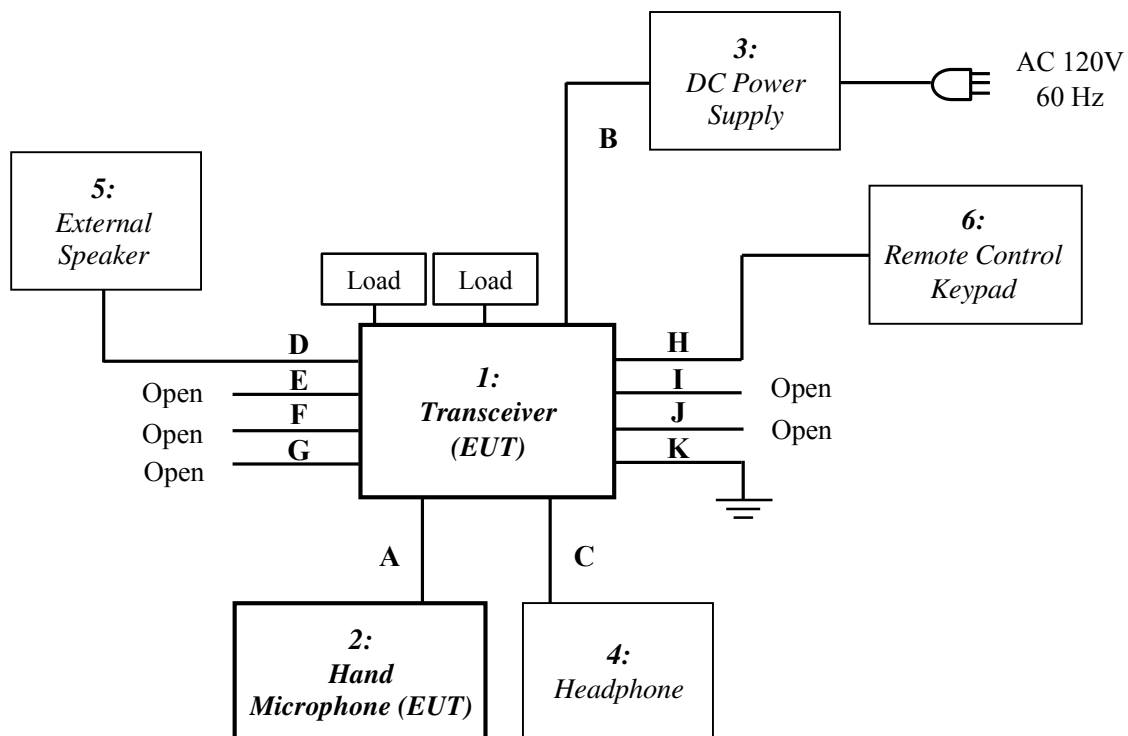 3:
DC Power
Supply
AC 120V
60 Hz
B
5:
External
Speaker
6:
Remote Control
Keypad
Load
Load
D
H
E
I
Open
Open
1:
Transceiver
(EUT)
F
J
Open
Open
G
K
Open
A
C
2:
Hand
Microphone (EUT)
4:
Headphone